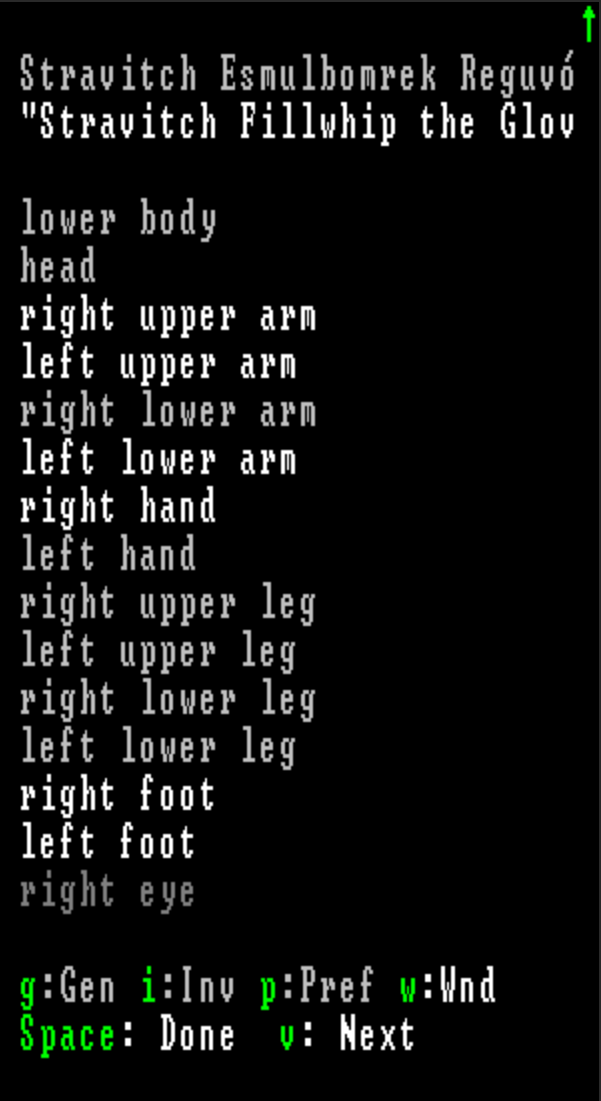 Stravitch Esmulbomrek Reguvó
"Stravitch Fillwhip the Glov
lower body
head
right upper arm
left upper arm
right lower arm
left lower arm
right hand
left hand
right upper leg
left upper leg
right lower leg
left lower leg
right foot
left foot
right eye
g:Gen i:Inv p:Pref w:Wnd
Space: Done v: Next